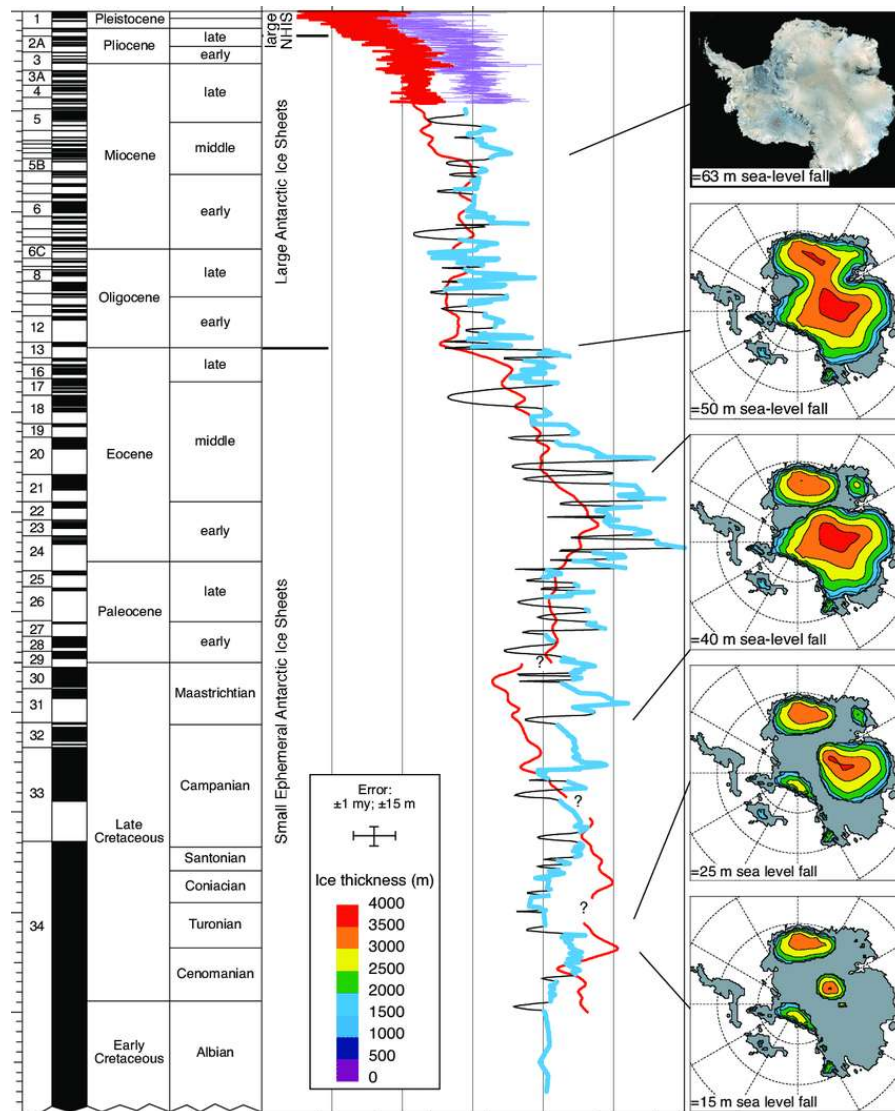 1
2A
3
3A
4
5
5B
6
6C
8
12
13
16
17
18
19
20
21
22
23
24
25
26
27
28
29
30
31
32
33
34
Pleistocene
Pliocene
Miocene
Oligocene
Eocene
Paleocene
Late
Cretaceous
Early
Cretaceous
late
early
late
middle
early
late
early
late
middle
early
late
early
Maastrichtian
Campanian
Santonian
Coniacian
Turonian
Cenomanian
Albian
large
NHIS
Large Antarctic Ice Sheets
Small Ephemeral Antarctic Ice Sheets
?
?
?
Error:
±1 my; ±15 m
Ice thickness (m)
4000
3500
3000
2500
2000
1500
1000
500
0
=63 m sea-level fall
=50 m sea-level fall
=40 m sea-level fall
=25 m sea level fall
=15 m sea-level fall